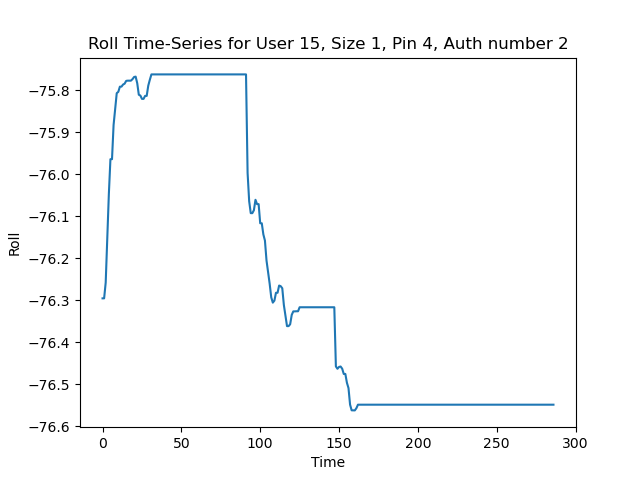 Roll Time-Series for User 15, Size 1, Pin 4, Auth number 2
−75.8
−75.9
−76.0
−76.1
−76.2
−76.3
−76.4
−76.5
−76.6
Roll
0 50 100 150 200 250 300
Time